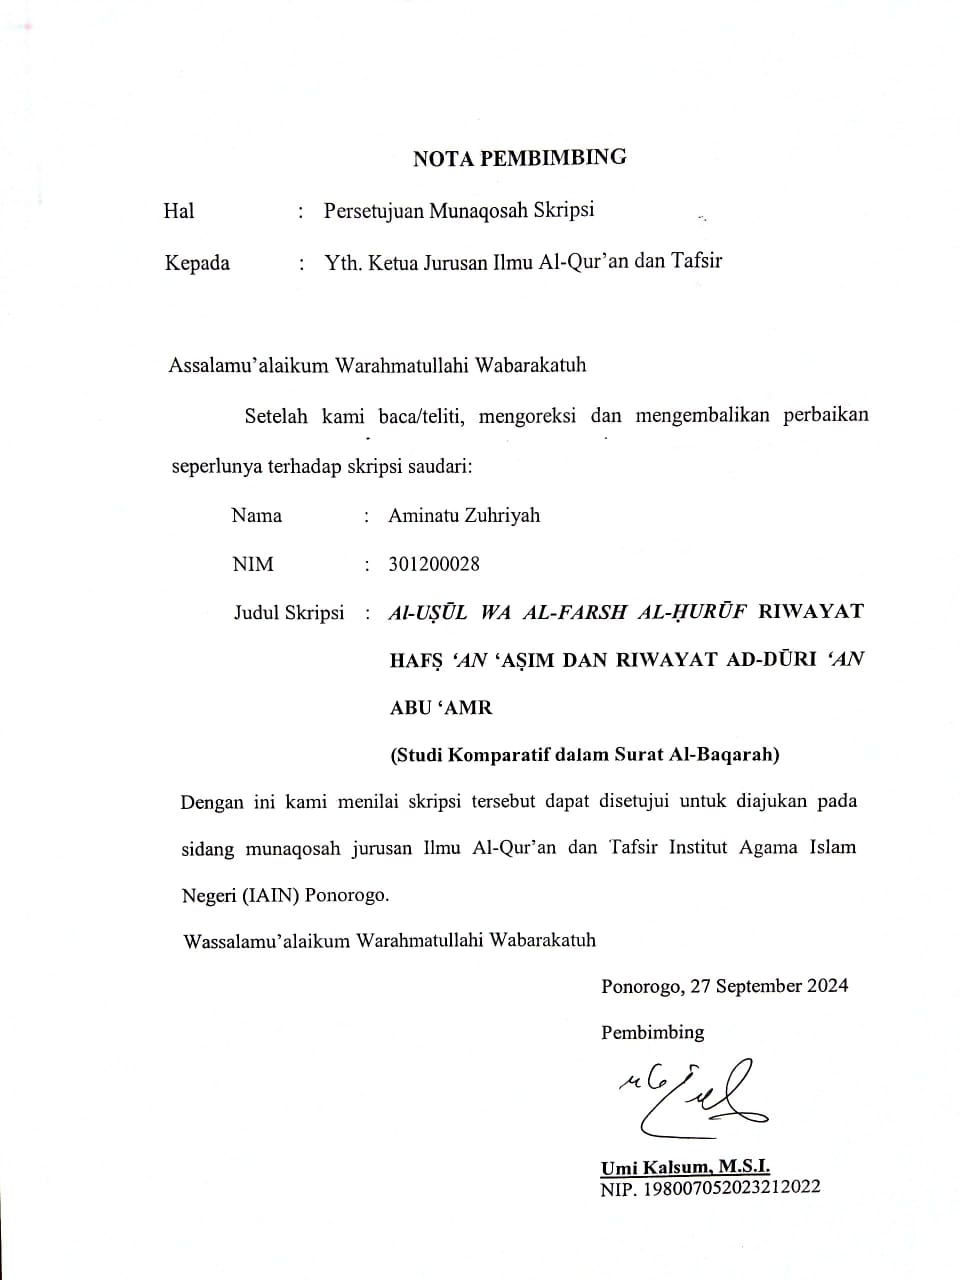 NOTA PEMBIMBING
Hal : Persetujuan Munaqosah Skripsi
Kepada : Yth. Ketua Jurusan Ilmu Al-Qur’an dan Tafsir
Assalamu’alaikum Warahmatullahi Wabarakatuh
Setelah kami baca/teliti, mengoreksi dan mengembalikan perbaikan
seperlunya terhadap skripsi saudari:
Nama : Aminatu Zuhriyah
NIM : 301200028
Judul Skripsi : Al-UṢŪL WA AL-FARSH AL-ḤURŪF RIWAYAT
HAFṢ ‘AN ‘AṢIM DAN RIWAYAT AD-DŪRI ‘AN
ABU ‘AMR
(Studi Komparatif dalam Surat Al-Baqarah)
Dengan ini kami menilai skripsi tersebut dapat disetujui untuk diajukan pada
sidang munaqosah jurusan Ilmu Al-Qur’an dan Tafsir Institut Agama Islam
Negeri (IAIN) Ponorogo.
Wassalamu’alaikum Warahmatullahi Wabarakatuh
Ponorogo, 27 September 2024
Pembimbing
Umi Kalsum, M.S.I.
NIP. 198007052023212022